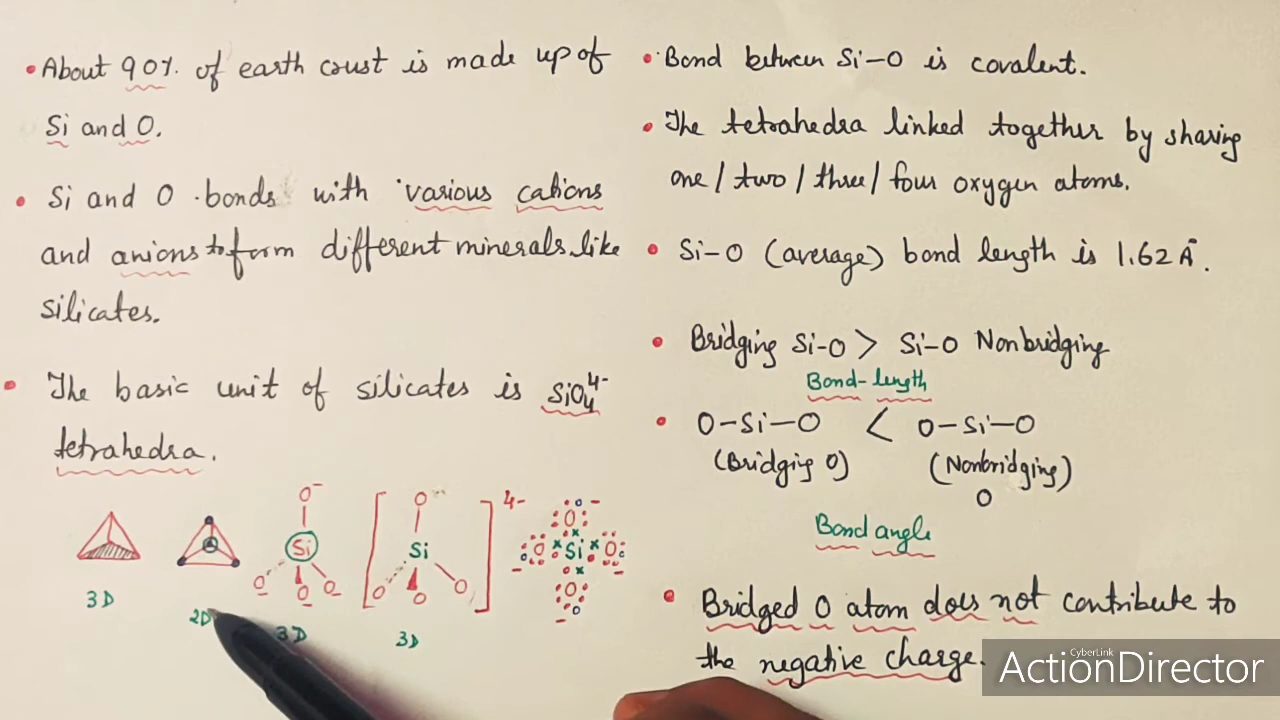 • About 90% of earth crust is made up of
Si and O.
• Si and O bonds with various cations
and anions to form different minerals like
silicates.
• The basic unit of silicates is SiO₄⁴⁻
tetrahedra.
3D
2D
O⁻
Si
O⁻ O⁻ O⁻
3D
[O
Si
O O O]⁴⁻
3D
O
O Si O
O
• Bond between Si-O is covalent.
• The tetrahedra linked together by sharing
one/two/three/four oxygen atoms.
• Si-O (average) bond length is 1.62 Å.
• Bridging Si-O > Si-O Nonbridging
Bond-length
• O-Si-O < O-Si-O
(Bridging O) (Nonbridging)
O
Bond angle
• Bridged O atom does not contribute to
the negative charge.
CyberLink
ActionDirector